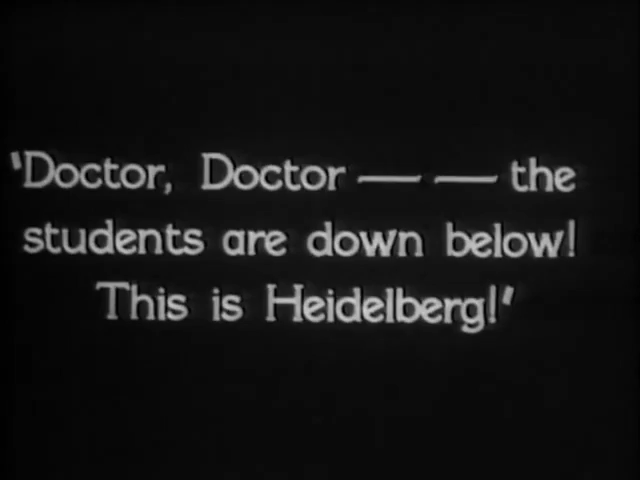 'Doctor, Doctor — — the
students are down below!
This is Heidelberg!'